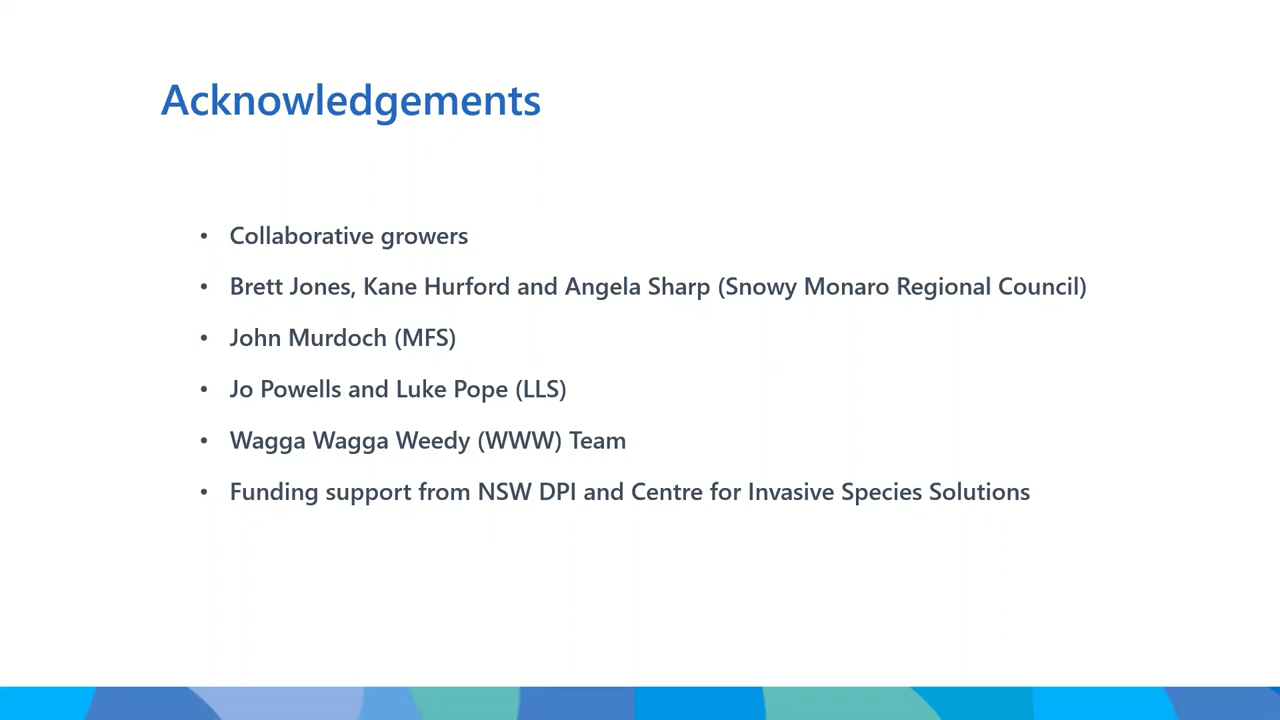 Acknowledgements
• Collaborative growers
• Brett Jones, Kane Hurford and Angela Sharp (Snowy Monaro Regional Council)
• John Murdoch (MFS)
• Jo Powells and Luke Pope (LLS)
• Wagga Wagga Weedy (WWW) Team
• Funding support from NSW DPI and Centre for Invasive Species Solutions